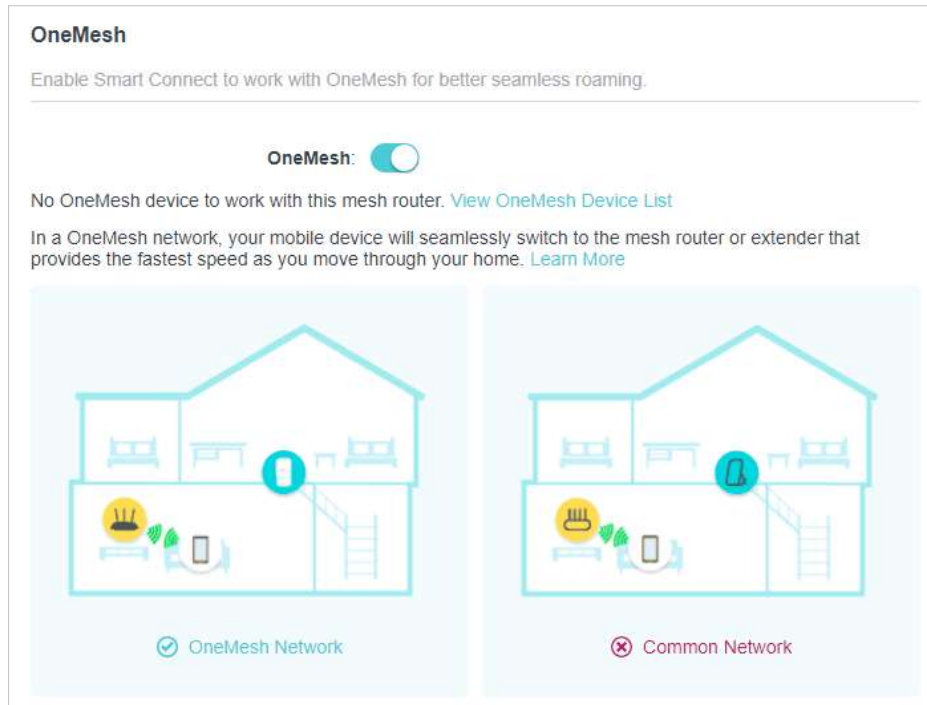 OneMesh
Enable Smart Connect to work with OneMesh for better seamless roaming.
OneMesh:
No OneMesh device to work with this mesh router. View OneMesh Device List
In a OneMesh network, your mobile device will seamlessly switch to the mesh router or extender that
provides the fastest speed as you move through your home. Learn More
OneMesh Network
Common Network